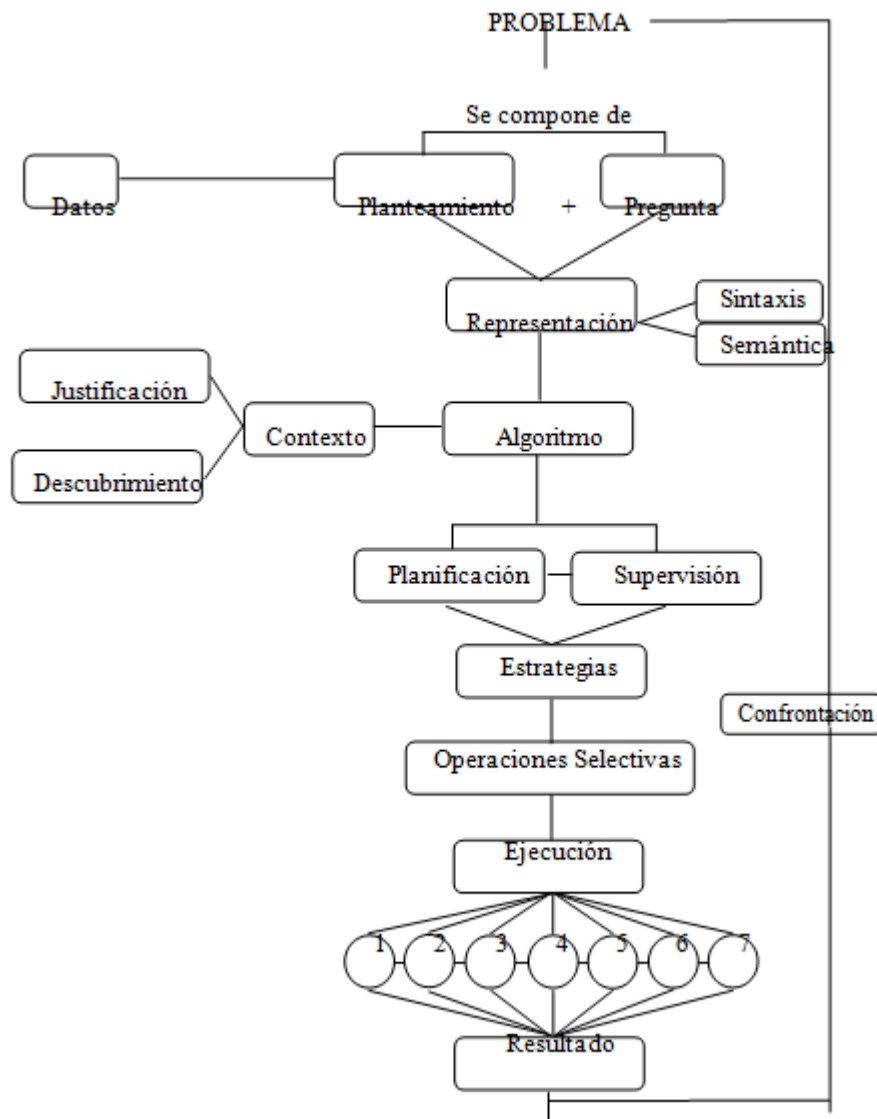 PROBLEMA
Se compone de
Datos
Planteamiento
+
Pregunta
Representación
Sintaxis
Semántica
Justificación
Contexto
Algoritmo
Descubrimiento
Planificación
Supervisión
Estrategias
Confrontación
Operaciones Selectivas
Ejecución
1
2
3
4
5
6
7
Resultado